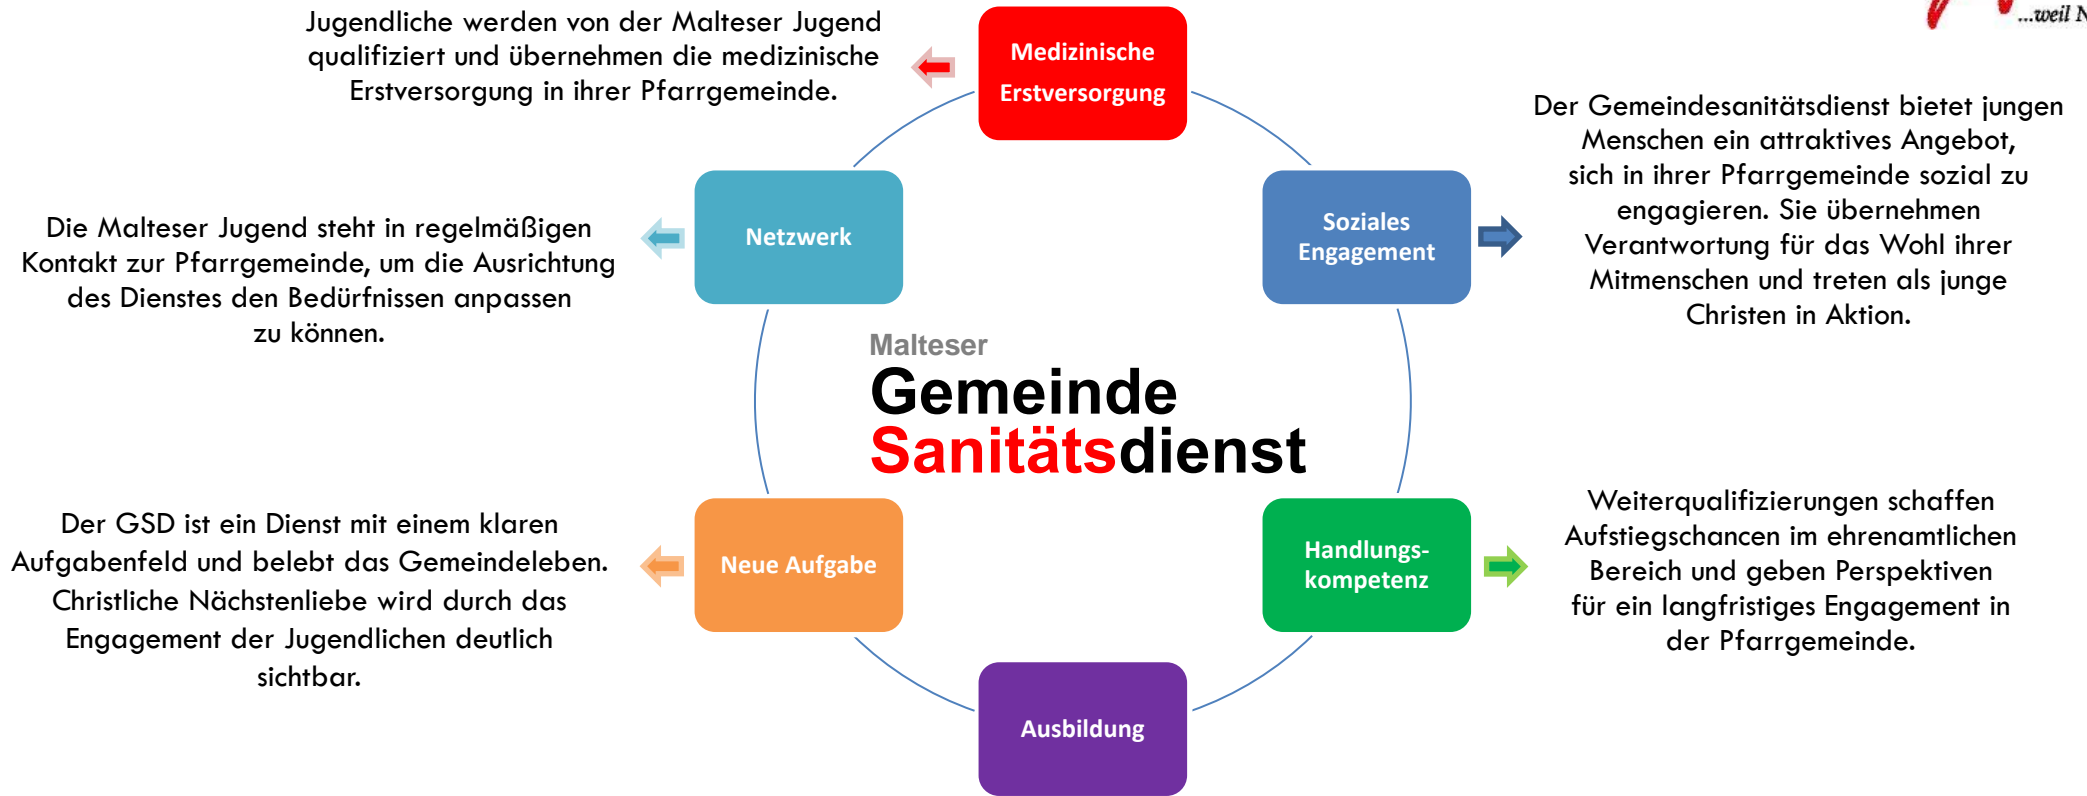 Jugendliche werden von der Malteser Jugend
qualifiziert und übernehmen die medizinische
Erstversorgung in ihrer Pfarrgemeinde.
Medizinische
Erstversorgung
...weil N
Der Gemeindesanitätsdienst bietet jungen
Menschen ein attraktives Angebot,
sich in ihrer Pfarrgemeinde sozial zu
engagieren. Sie übernehmen
Verantwortung für das Wohl ihrer
Mitmenschen und treten als junge
Christen in Aktion.
Soziales
Engagement
Netzwerk
Die Malteser Jugend steht in regelmäßigen
Kontakt zur Pfarrgemeinde, um die Ausrichtung
des Dienstes den Bedürfnissen anpassen
zu können.
Malteser
Gemeinde
Sanitätsdienst
Der GSD ist ein Dienst mit einem klaren
Aufgabenfeld und belebt das Gemeindeleben.
Christliche Nächstenliebe wird durch das
Engagement der Jugendlichen deutlich
sichtbar.
Neue Aufgabe
Handlungs-
kompetenz
Weiterqualifizierungen schaffen
Aufstiegschancen im ehrenamtlichen
Bereich und geben Perspektiven
für ein langfristiges Engagement in
der Pfarrgemeinde.
Ausbildung